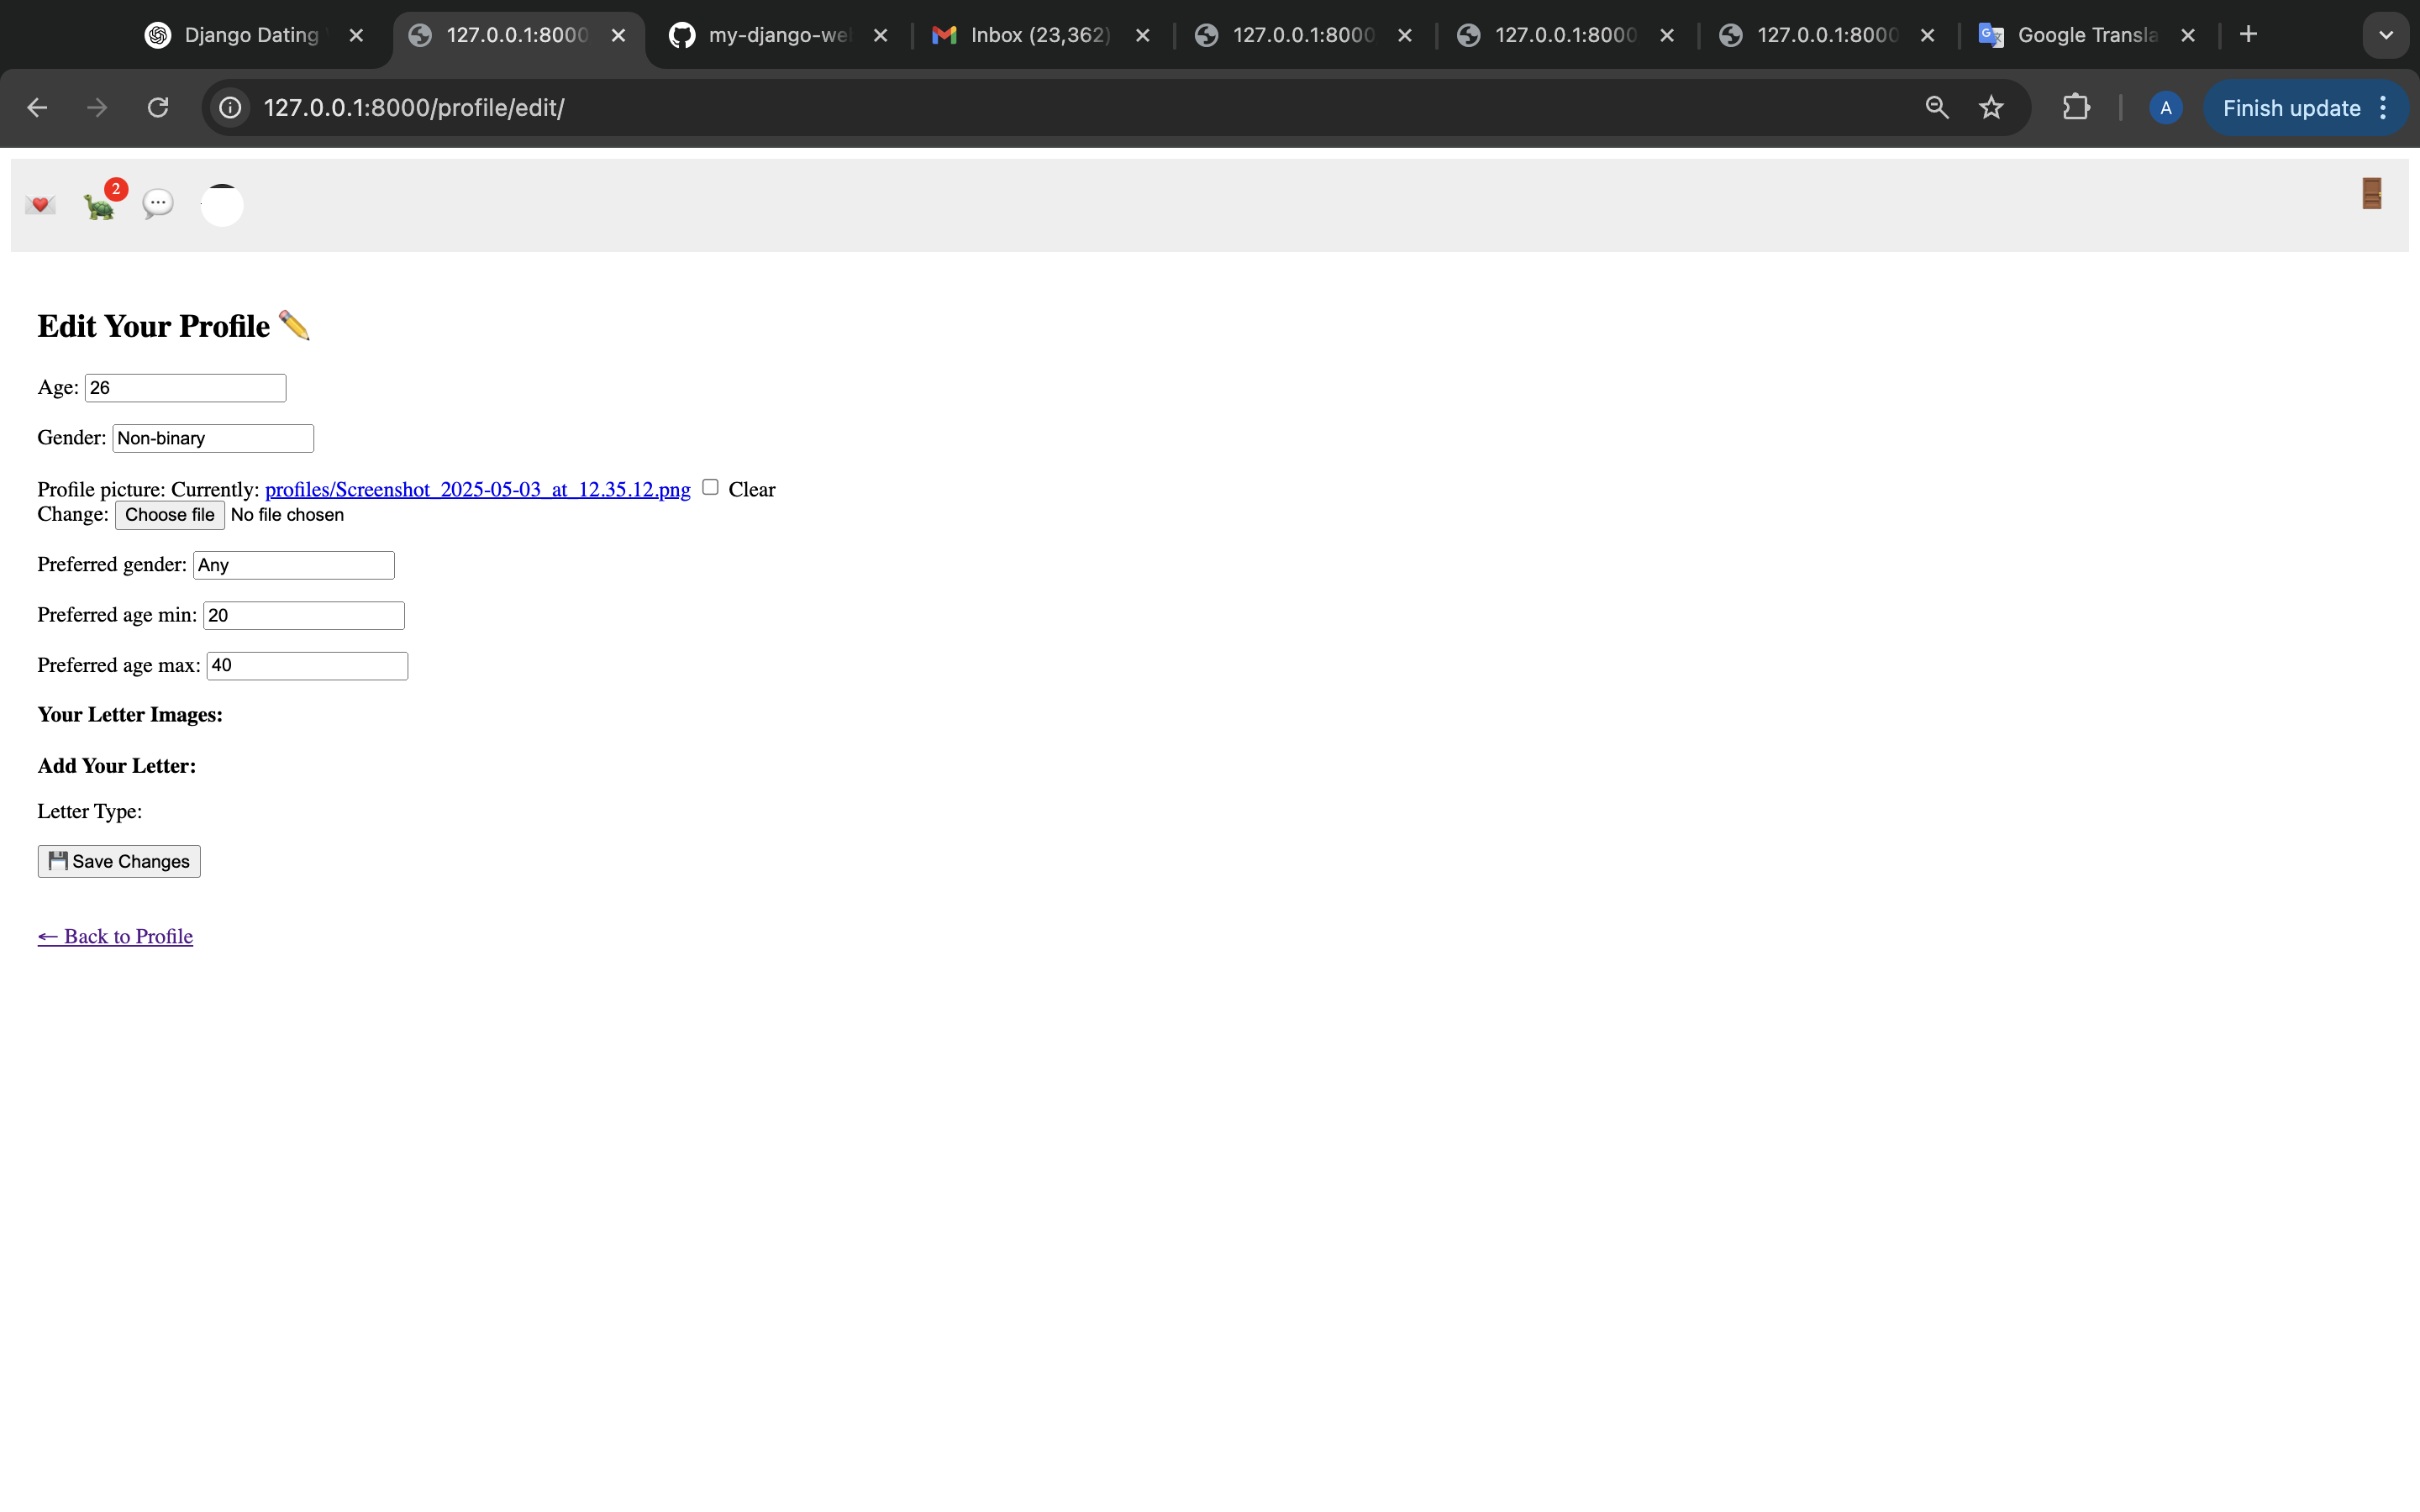 Django Dating
127.0.0.1:8000
my-django-we
Inbox (23,362)
127.0.0.1:8000
127.0.0.1:8000
127.0.0.1:8000
Google Transla
127.0.0.1:8000/profile/edit/
A
Finish update
2
Edit Your Profile ✏️
Age: 26
Gender: Non-binary
Profile picture: Currently: profiles/Screenshot_2025-05-03_at_12.35.12.png Clear
Change: Choose file No file chosen
Preferred gender: Any
Preferred age min: 20
Preferred age max: 40
Your Letter Images:
Add Your Letter:
Letter Type:
💾 Save Changes
← Back to Profile